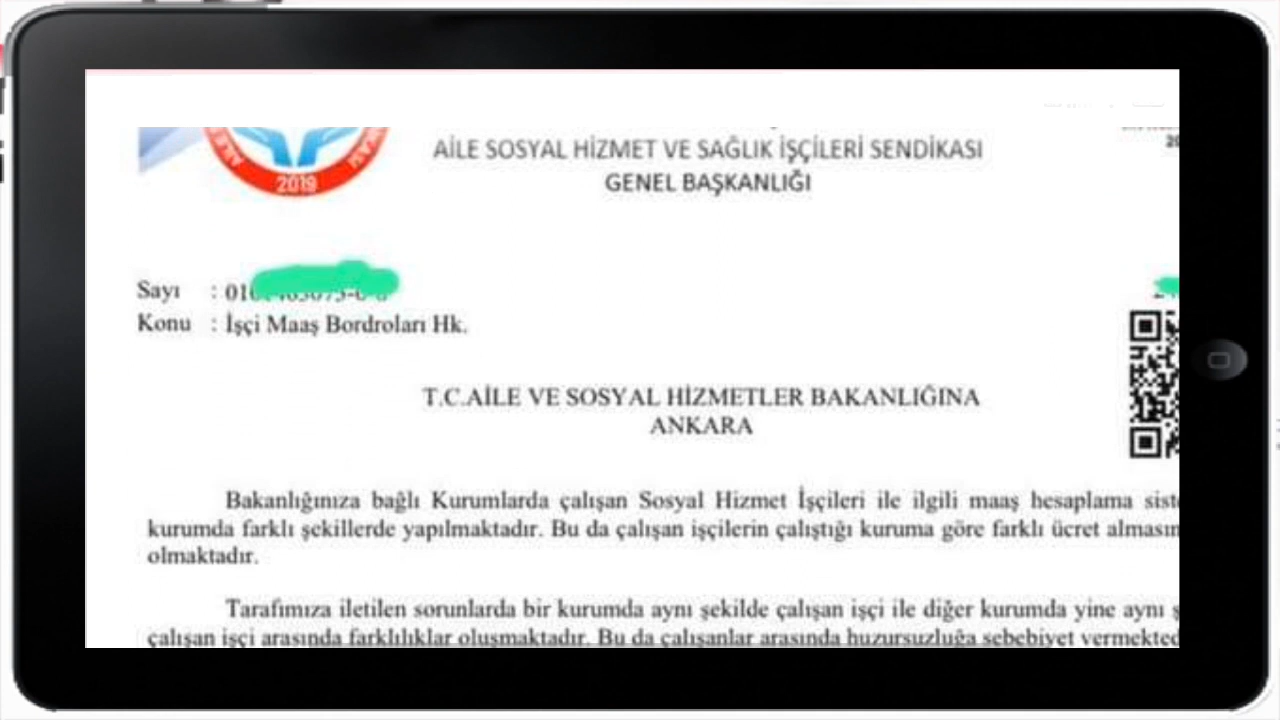 2019
AİLE SOSYAL HİZMET VE SAĞLIK İŞÇİLERİ SENDİKASI
GENEL BAŞKANLIĞI
Sayı :
Konu : İşçi Maaş Bordroları Hk.
T.C.AİLE VE SOSYAL HİZMETLER BAKANLIĞINA
ANKARA
Bakanlığınıza bağlı Kurumlarda çalışan Sosyal Hizmet İşçileri ile ilgili maaş hesaplama
kurumda farklı şekillerde yapılmaktadır. Bu da çalışan işçilerin çalıştığı kuruma göre farklı ücret
olmaktadır.
Tarafımıza iletilen sorunlarda bir kurumda aynı şekilde çalışan işçi ile diğer kurumda yine aynı
çalışan işçi arasında farklılıklar oluşmaktadır. Bu da çalışanlar arasında huzursuzluğa sebebiyet